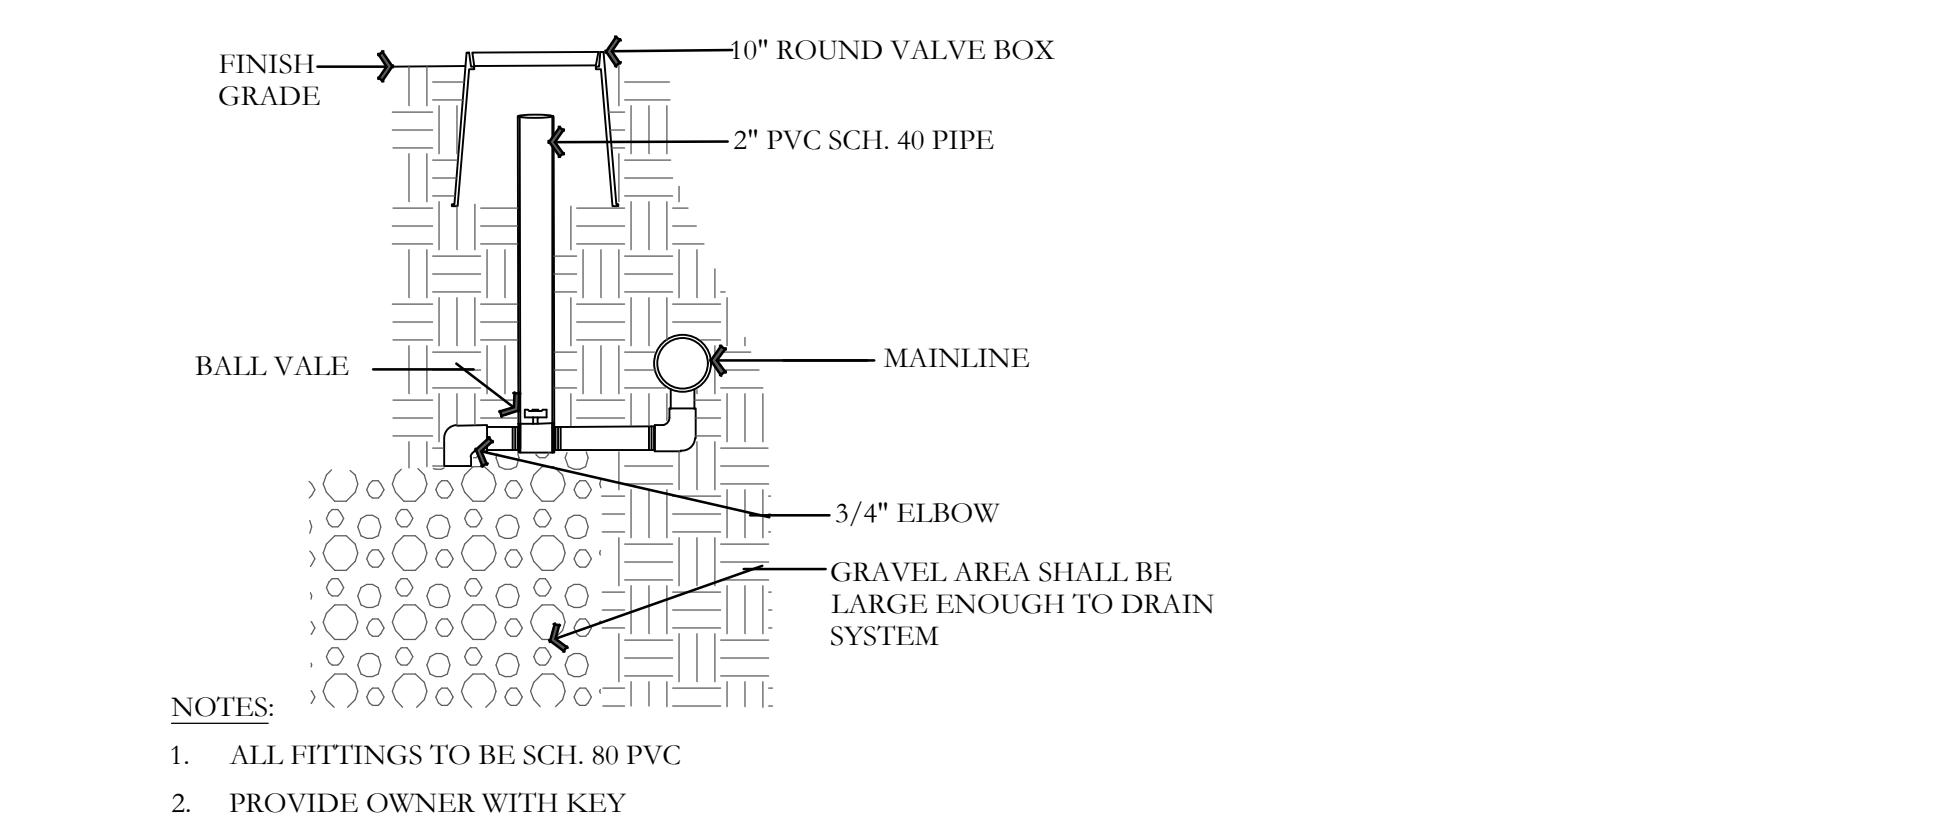 10" ROUND VALVE BOX
FINISH
GRADE
2" PVC SCH. 40 PIPE
BALL VALE
MAINLINE
3/4" ELBOW
GRAVEL AREA SHALL BE
LARGE ENOUGH TO DRAIN
SYSTEM
NOTES:
1. ALL FITTINGS TO BE SCH. 80 PVC
2. PROVIDE OWNER WITH KEY